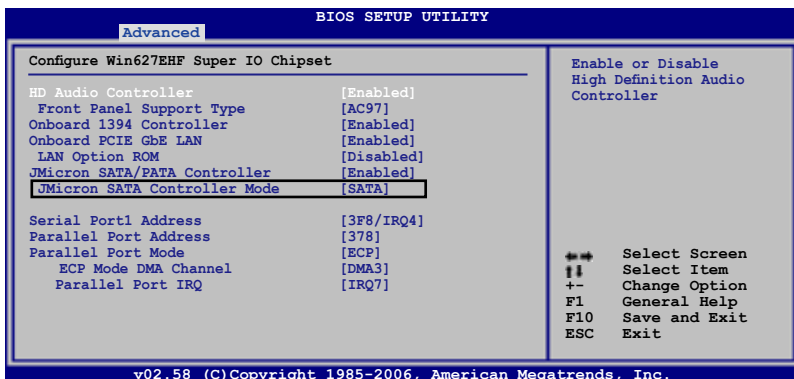 BIOS SETUP UTILITY
Advanced
Configure Win627EHF Super IO Chipset
HD Audio Controller [Enabled]
Front Panel Support Type [AC97]
Onboard 1394 Controller [Enabled]
Onboard PCIE GbE LAN [Enabled]
LAN Option ROM [Disabled]
JMicron SATA/PATA Controller [Enabled]
JMicron SATA Controller Mode [SATA]
Serial Port1 Address [3F8/IRQ4]
Parallel Port Address [378]
Parallel Port Mode [ECP]
ECP Mode DMA Channel [DMA3]
Parallel Port IRQ [IRQ7]
Enable or Disable
High Definition Audio
Controller
Select Screen
Select Item
+- Change Option
F1 General Help
F10 Save and Exit
ESC Exit
v02.58 (C)Copyright 1985-2006, American Megatrends, Inc.